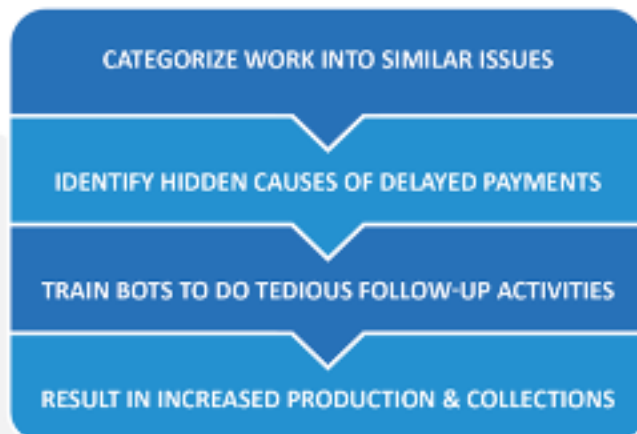 CATEGORIZE WORK INTO SIMILAR ISSUES
IDENTIFY HIDDEN CAUSES OF DELAYED PAYMENTS
TRAIN BOTS TO DO TEDIOUS FOLLOW-UP ACTIVITIES
RESULT IN INCREASED PRODUCTION & COLLECTIONS